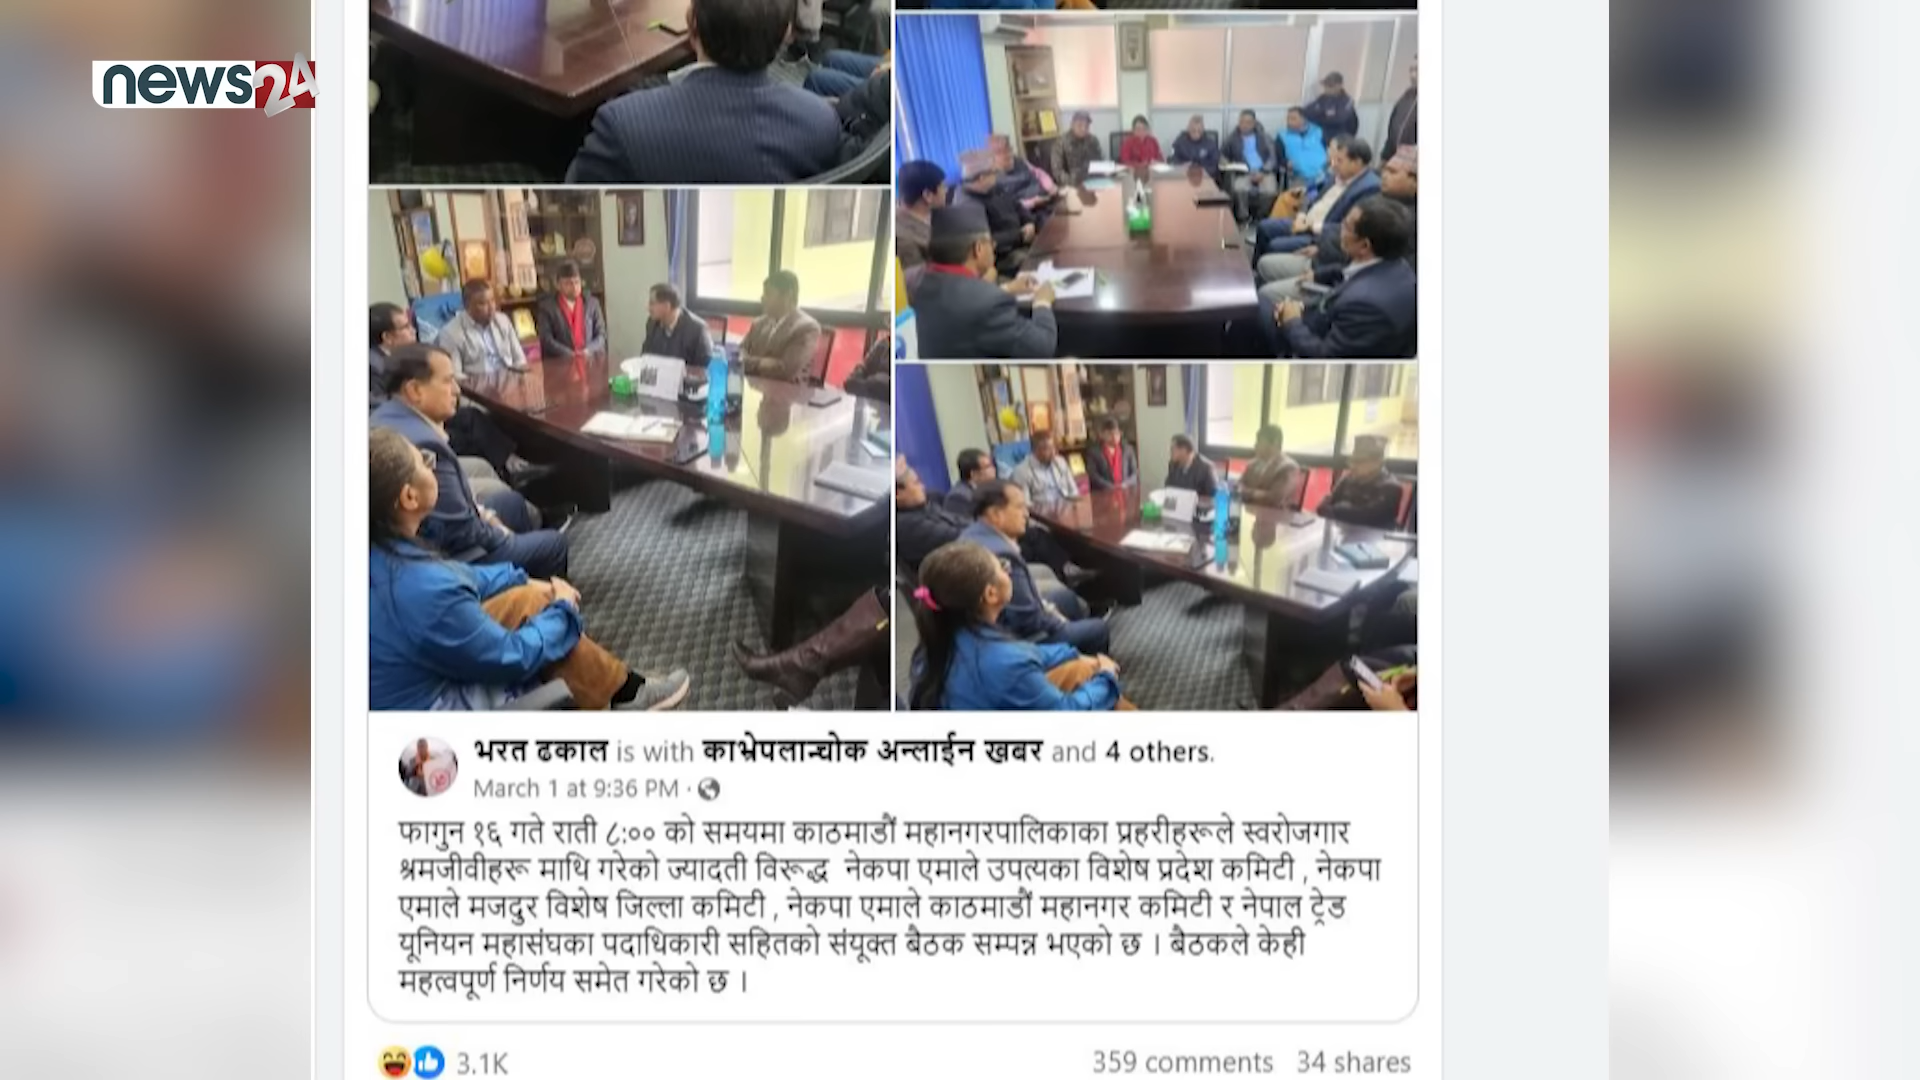 news24
भरत ढकाल is with काभ्रेपलान्चोक अन्लाईन खबर and 4 others.
March 1 at 9:36 PM ·
फागुन १६ गते राती ८:०० को समयमा काठमाडौं महानगरपालिकाका प्रहरीहरूले स्वरोजगार
श्रमजीवीहरू माथि गरेको ज्यादती विरूद्ध नेकपा एमाले उपत्यका विशेष प्रदेश कमिटी , नेकपा
एमाले मजदुर विशेष जिल्ला कमिटी , नेकपा एमाले काठमाडौं महानगर कमिटी र नेपाल ट्रेड
यूनियन महासंघका पदाधिकारी सहितको संयूक्त बैठक सम्पन्न भएको छ । बैठकले केही
महत्वपूर्ण निर्णय समेत गरेको छ ।
3.1K
359 comments 34 shares